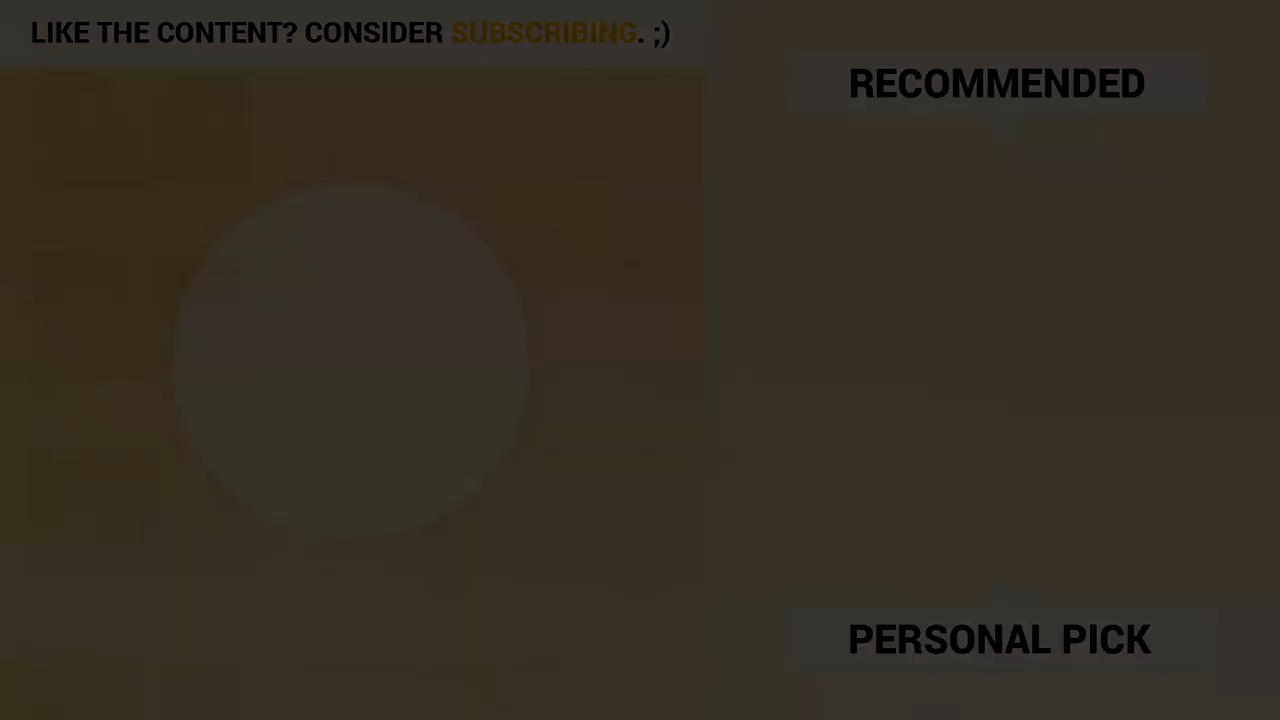 LIKE THE CONTENT? CONSIDER SUBSCRIBING. ;)
RECOMMENDED
PERSONAL PICK